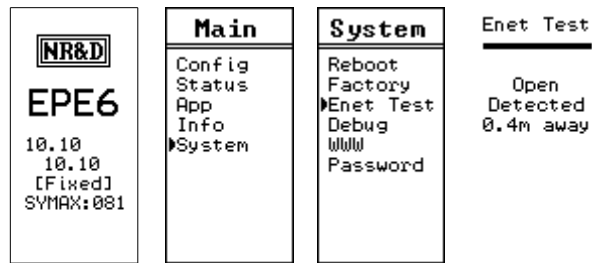 NR&D
EPE6
10.10
10.10
[Fixed]
SYMAX:081
Main
Config
Status
App
Info
System
System
Reboot
Factory
Enet Test
Debug
WWW
Password
Enet Test
Open
Detected
0.4m away